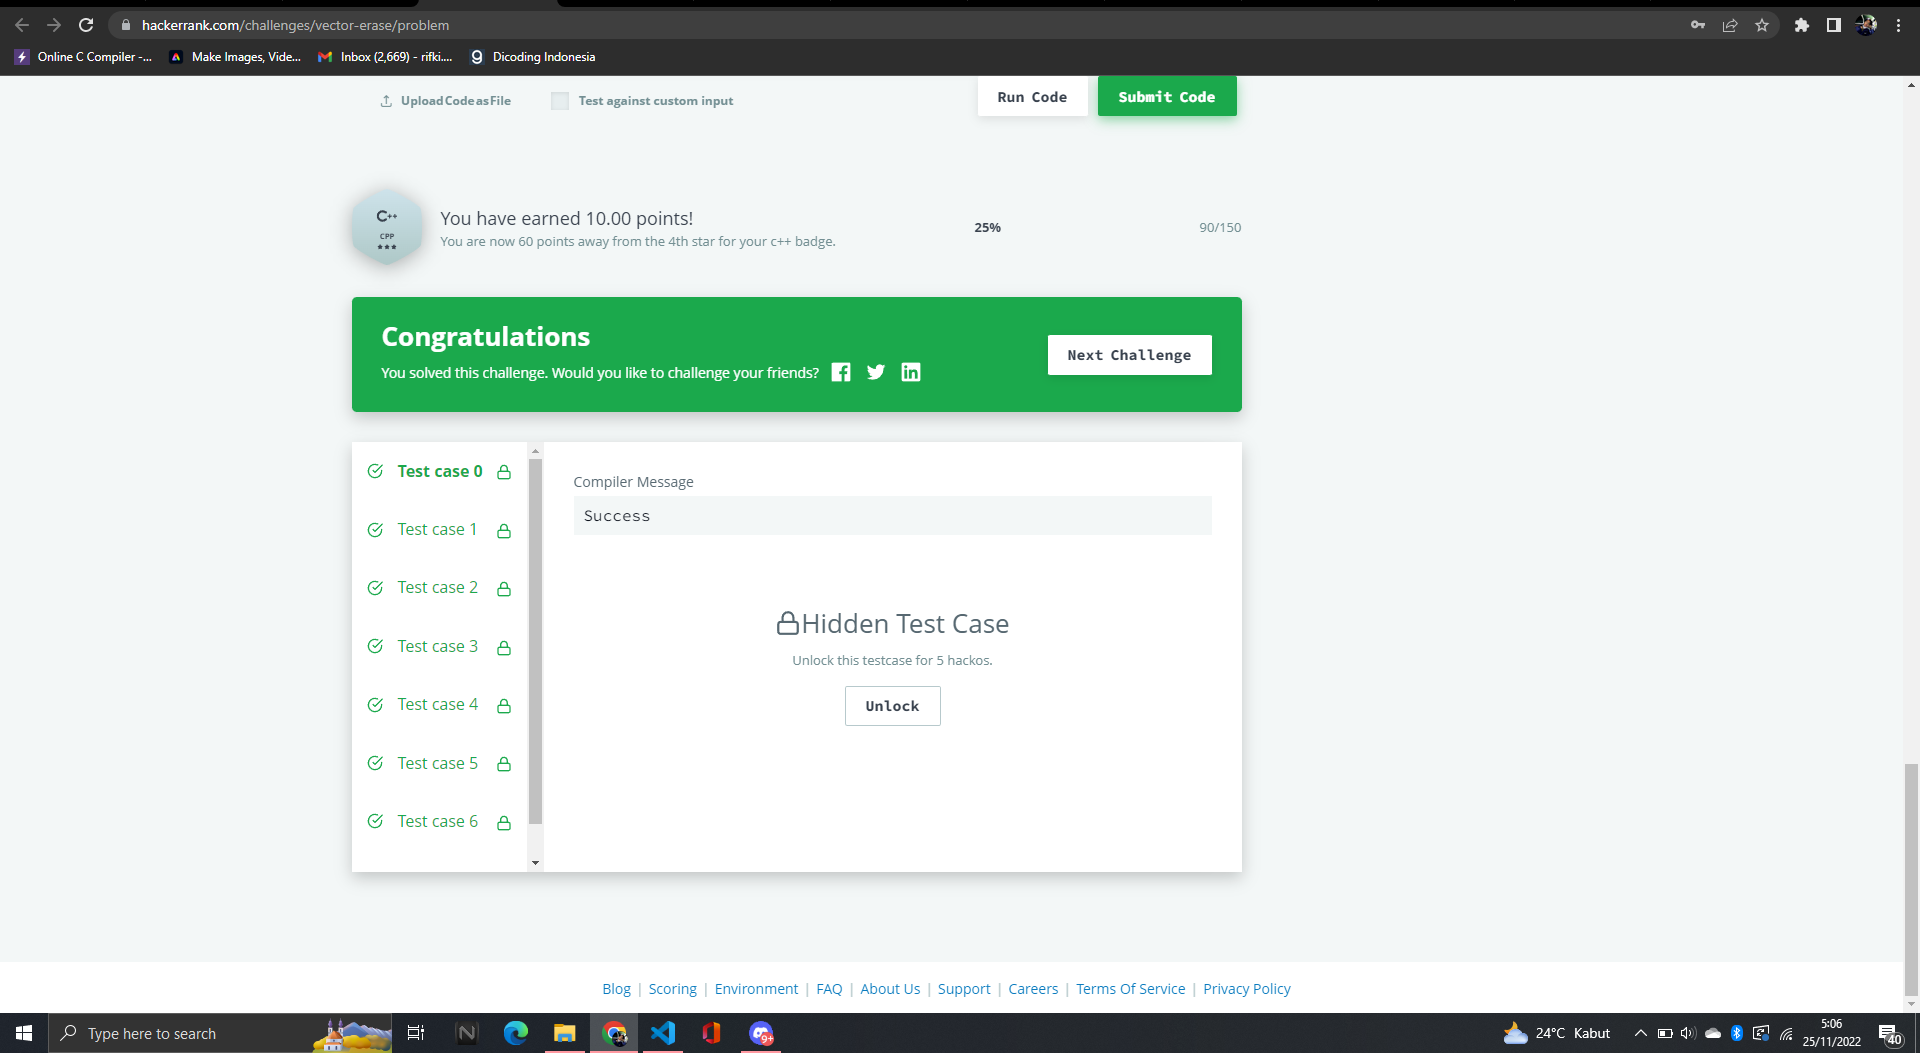 hackerrank.com/challenges/vector-erase/problem
Online C Compiler -...
Make Images, Vide...
Inbox (2,669) - rifki....
Dicoding Indonesia
Upload Code as File
Test against custom input
Run Code
Submit Code
C++
CPP
★★★
You have earned 10.00 points!
You are now 60 points away from the 4th star for your c++ badge.
25%
90/150
Congratulations
You solved this challenge. Would you like to challenge your friends?
Next Challenge
Test case 0
Test case 1
Test case 2
Test case 3
Test case 4
Test case 5
Test case 6
Compiler Message
Success
Hidden Test Case
Unlock this testcase for 5 hackos.
Unlock
Blog | Scoring | Environment | FAQ | About Us | Support | Careers | Terms Of Service | Privacy Policy
Type here to search
9+
24°C Kabut
5:06
25/11/2022
40